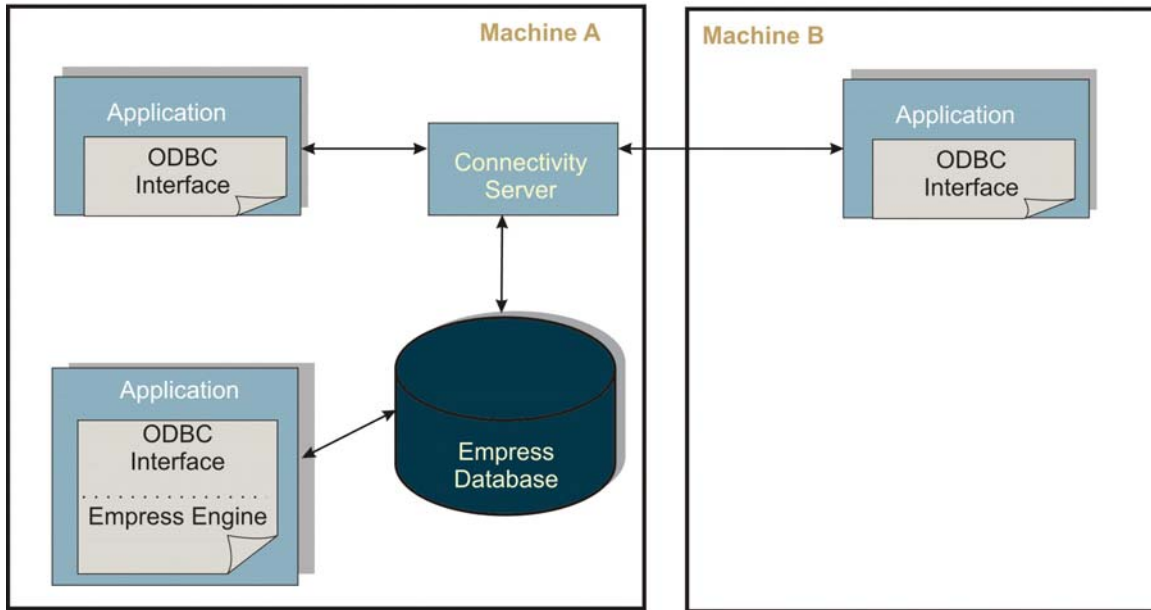 Machine A
Application
ODBC
Interface
Connectivity
Server
Application
ODBC
Interface
Empress Engine
Empress
Database
Machine B
Application
ODBC
Interface